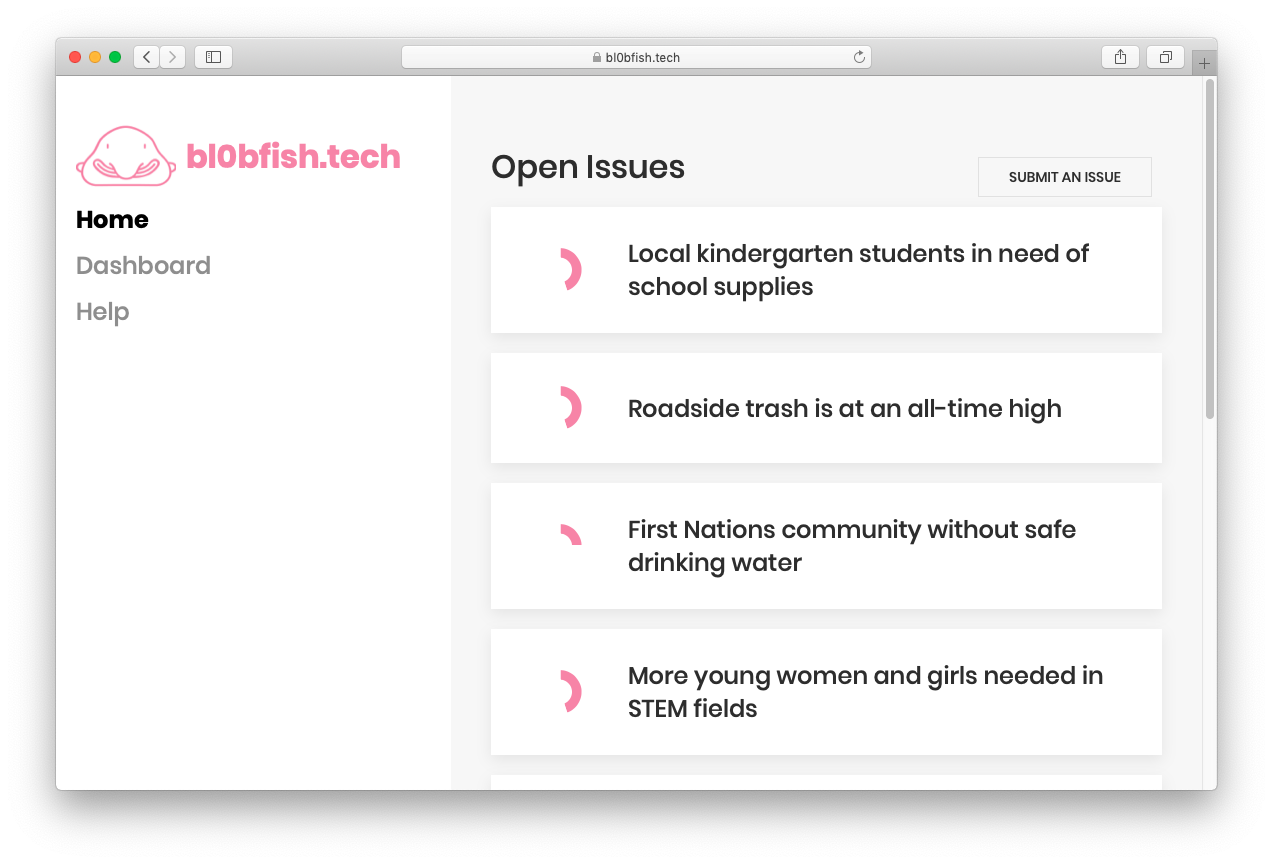 bl0bfish.tech
bl0bfish.tech
Home
Dashboard
Help
Open Issues
SUBMIT AN ISSUE
Local kindergarten students in need of
school supplies
Roadside trash is at an all-time high
First Nations community without safe
drinking water
More young women and girls needed in
STEM fields